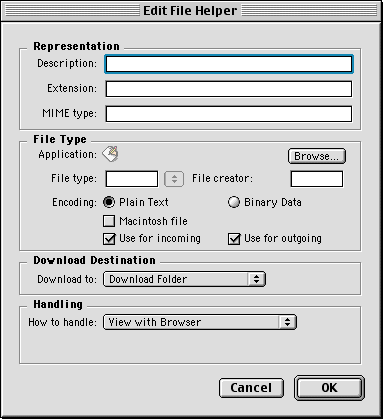 Edit File Helper
Representation
Description:
Extension:
MIME type:
File Type
Application: Browse...
File type: File creator:
Encoding: Plain Text Binary Data
Macintosh file
Use for incoming Use for outgoing
Download Destination
Download to: Download Folder
Handling
How to handle: View with Browser
Cancel OK